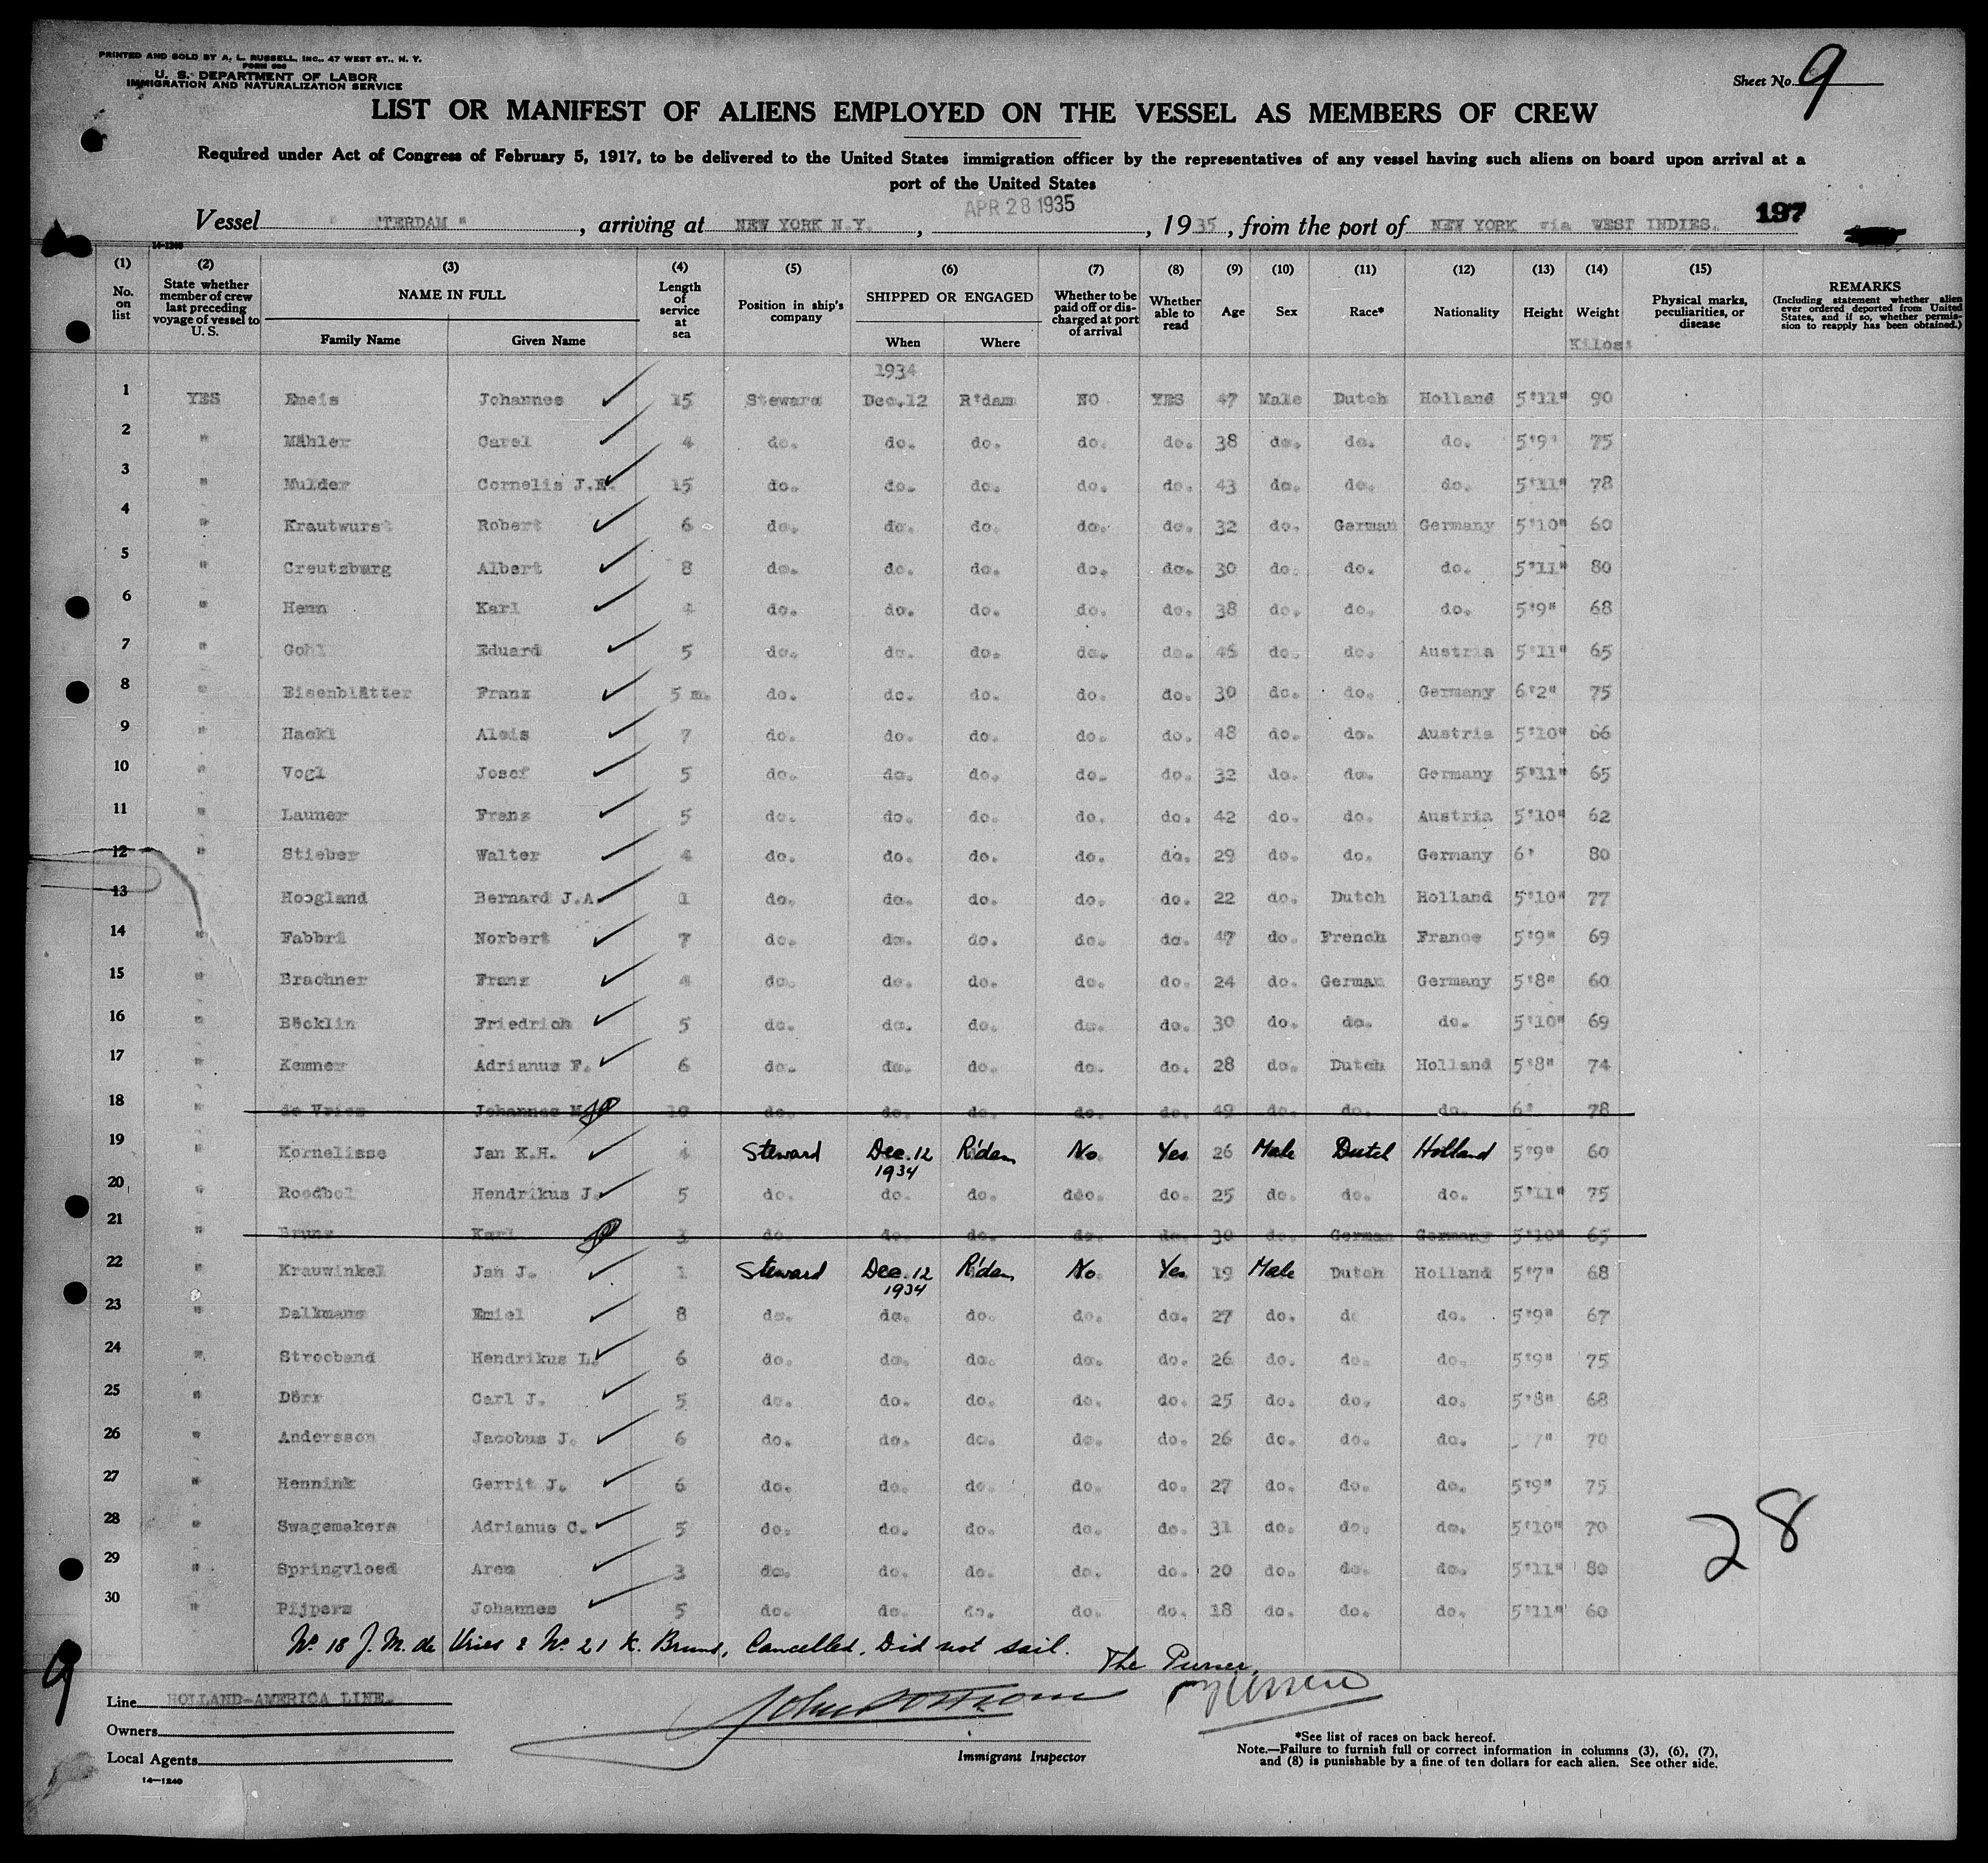 PRINTED AND SOLD BY A. L. RUSSELL, INC., 47 WEST ST., N. Y.
FORM 680
U. S. DEPARTMENT OF LABOR
IMMIGRATION AND NATURALIZATION SERVICE
Sheet No. 9
LIST OR MANIFEST OF ALIENS EMPLOYED ON THE VESSEL AS MEMBERS OF CREW
Required under Act of Congress of February 5, 1917, to be delivered to the United States immigration officer by the representatives of any vessel having such aliens on board upon arrival at a
port of the United States
APR 28 1935
Vessel " TERDAM ", arriving at NEW YORK N.Y., , 1935, from the port of NEW YORK via WEST INDIES. 197
14-1240
(1) (2) (3) (4) (5) (6) (7) (8) (9) (10) (11) (12) (13) (14) (15)
No. on list
State whether member of crew last preceding voyage of vessel to U. S.
NAME IN FULL
Family Name Given Name
Length of service at sea
Position in ship's company
SHIPPED OR ENGAGED
When Where
Whether to be paid off or discharged at port of arrival
Whether able to read
Age Sex Race* Nationality Height Weight
Physical marks, peculiarities, or disease
REMARKS
(Including statement whether alien ever ordered deported from United States, and if so, whether permission to reapply has been obtained.)
Kilos
1934
1 YES Emeis Johannes 15 Steward Dec.12 R'dam NO YES 47 Male Dutch Holland 5'11" 90
2 " Mähler Carel 4 do. do. do. do. do. 38 do. do. do. 5'9" 75
3 " Mulder Cornelis J.H. 15 do. do. do. do. do. 43 do. do. do. 5'11" 78
4 " Krautwurst Robert 6 do. do. do. do. do. 32 do. German Germany 5'10" 60
5 " Creutzburg Albert 8 do. do. do. do. do. 30 do. do. do. 5'11" 80
6 " Henn Karl 4 do. do. do. do. do. 38 do. do. do. 5'9" 68
7 " Gohl Eduard 5 do. do. do. do. do. 46 do. do. Austria 5'11" 65
8 " Eisenblätter Franz 5 m. do. do. do. do. do. 30 do. do. Germany 6'2" 75
9 " Hackl Alois 7 do. do. do. do. do. 48 do. do. Austria 5'10" 66
10 " Vogl Josef 5 do. do. do. do. do. 32 do. do. Germany 5'11" 65
11 " Launer Franz 5 do. do. do. do. do. 42 do. do. Austria 5'10" 62
12 " Stieber Walter 4 do. do. do. do. do. 29 do. do. Germany 6' 80
13 Hoogland Bernard J.A. 1 do. do. do. do. do. 22 do. Dutch Holland 5'10" 77
14 " Fabbri Norbert 7 do. do. do. do. do. 47 do. French France 5'9" 69
15 " Brachner Franz 4 do. do. do. do. do. 24 do. German Germany 5'8" 60
16 " Böcklin Friedrich 5 do. do. do. do. do. 30 do. do. do. 5'10" 69
17 " Kemner Adrianus F. 6 do. do. do. do. do. 28 do. Dutch Holland 5'8" 74
18 " de Vries Johannes M. 19 do. do. do. do. do. 49 do. do. do. 6' 78
19 " Kornelisse Jan K.H. 4 Steward Dec. 12 1934 R'dam No Yes 26 Male Dutch Holland 5'9" 60
20 " Roedbol Hendrikus J. 5 do. do. do. do. do. 25 do. do. do. 5'11" 75
21 " Bruns Karl 3 do. do. do. do. do. 30 do. German Germany 5'10" 65
22 " Krauwinkel Jan J. 1 Steward Dec. 12 1934 R'dam No Yes 19 Male Dutch Holland 5'7" 68
23 " Dalkmans Emiel 8 do. do. do. do. do. 27 do. do do. 5'9" 67
24 " Strooband Hendrikus L. 6 do. do. do. do. do. 26 do. do. do. 5'9" 75
25 " Dörr Carl J. 5 do. do. do. do. do. 25 do. do. do. 5'8" 68
26 " Andersson Jacobus J. 6 do. do. do. do. do. 26 do. do. do. 7" 70
27 " Hennink Gerrit J. 6 do. do. do. do. do. 27 do. do. do. 5'9" 75
28 " Swagemakers Adrianus C. 5 do. do. do. do. do. 31 do. do. do. 5'10" 70
29 " Springvloed Aren 3 do. do. do. do. do. 20 do. do. do. 5'11" 80
30 " Pijpers Johannes 5 do. do. do. do. do. 18 do. do. do. 5'11" 60
28
No 18 J. M. de Vries & No 21 K. Bruns, Cancelled. Did not sail.
The Purser,
9
Line HOLLAND-AMERICA LINE.
Owners
Local Agents
14—1240
Immigrant Inspector
*See list of races on back hereof.
Note.—Failure to furnish full or correct information in columns (3), (6), (7),
and (8) is punishable by a fine of ten dollars for each alien. See other side.